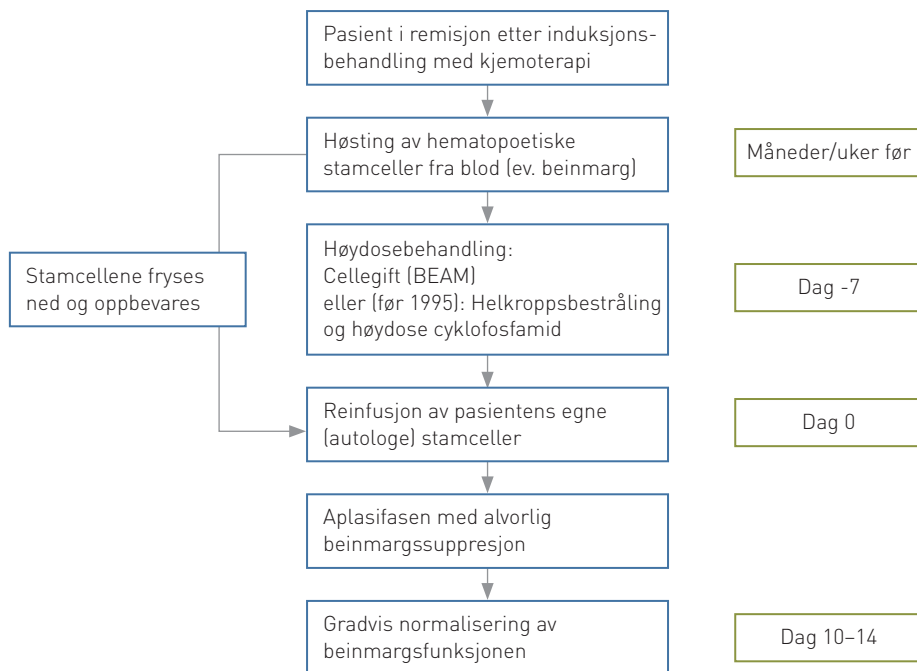 Pasient i remisjon etter induksjons-
behandling med kjemoterapi
Høsting av hematopoetiske
stamceller fra blod (ev. beinmarg)
Måneder/uker før
Stamcellene fryses
ned og oppbevares
Høydosebehandling:
Cellegift (BEAM)
eller (før 1995): Helkroppsbestråling
og høydose cyklofosfamid
Dag -7
Reinfusjon av pasientens egne
(autologe) stamceller
Dag 0
Aplasifasen med alvorlig
beinmargssuppresjon
Gradvis normalisering av
beinmargsfunksjonen
Dag 10–14